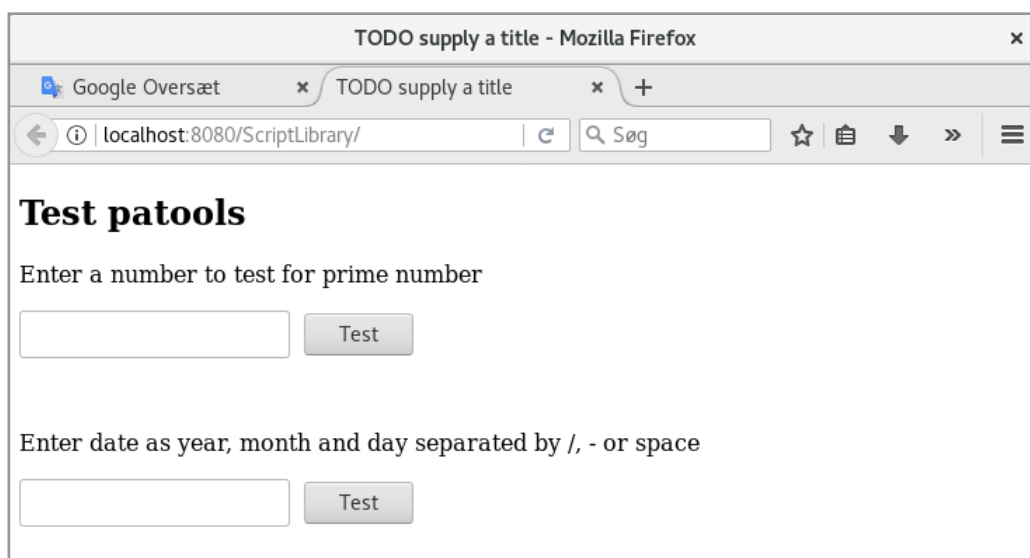 TODO supply a title - Mozilla Firefox
Google Oversæt
TODO supply a title
localhost:8080/ScriptLibrary/
Søg
Test patools
Enter a number to test for prime number
Test
Enter date as year, month and day separated by /, - or space
Test